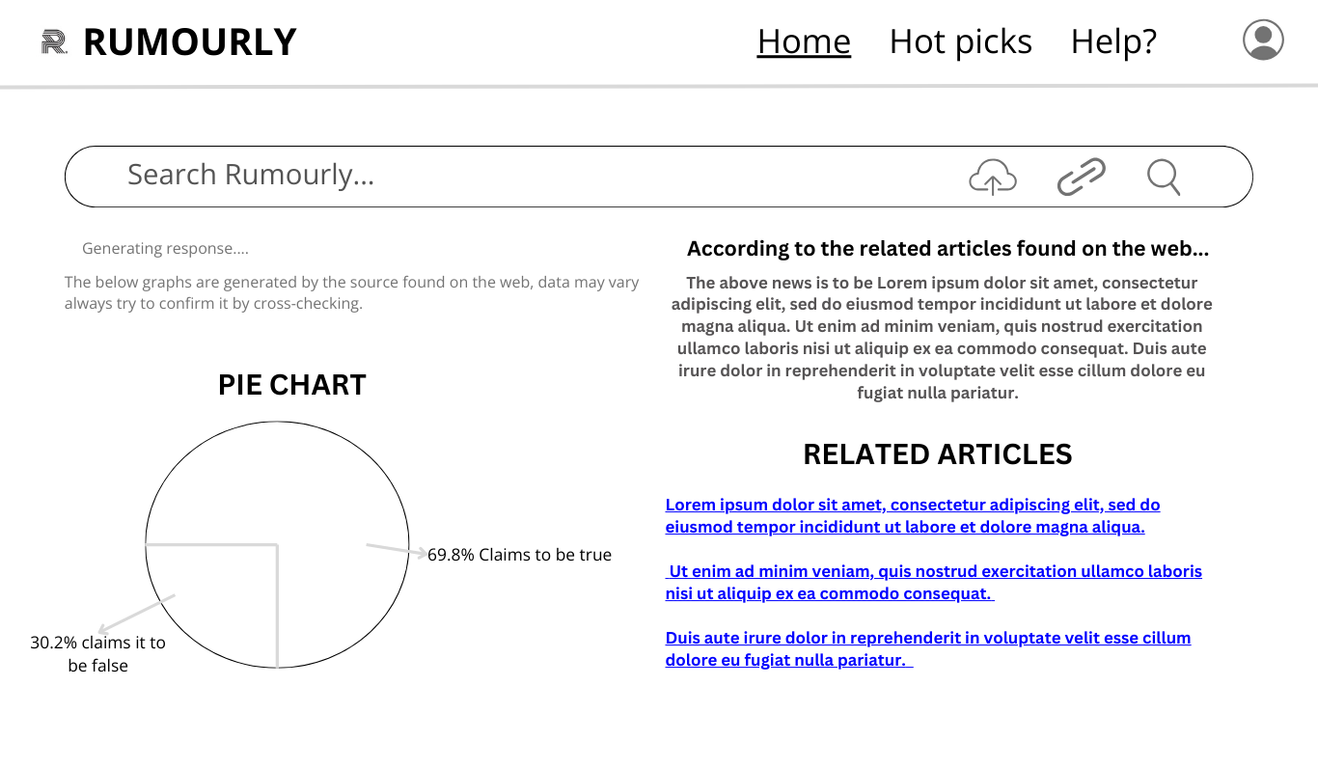 RUMOURLY
Home Hot picks Help?
Search Rumourly...
Generating response....
The below graphs are generated by the source found on the web, data may vary
always try to confirm it by cross-checking.
PIE CHART
69.8% Claims to be true
30.2% claims it to
be false
According to the related articles found on the web...
The above news is to be Lorem ipsum dolor sit amet, consectetur
adipiscing elit, sed do eiusmod tempor incididunt ut labore et dolore
magna aliqua. Ut enim ad minim veniam, quis nostrud exercitation
ullamco laboris nisi ut aliquip ex ea commodo consequat. Duis aute
irure dolor in reprehenderit in voluptate velit esse cillum dolore eu
fugiat nulla pariatur.
RELATED ARTICLES
Lorem ipsum dolor sit amet, consectetur adipiscing elit, sed do
eiusmod tempor incididunt ut labore et dolore magna aliqua.
Ut enim ad minim veniam, quis nostrud exercitation ullamco laboris
nisi ut aliquip ex ea commodo consequat.
Duis aute irure dolor in reprehenderit in voluptate velit esse cillum
dolore eu fugiat nulla pariatur.